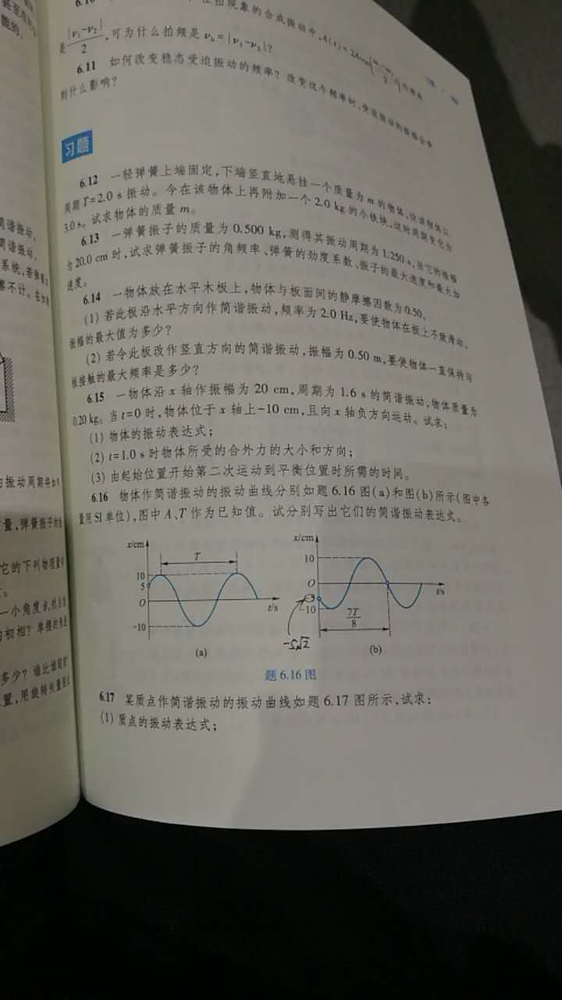 拍现象的合成振动中,
是|ν₁-ν₂|/2,可为什么拍频是 ν_b=|ν₁-ν₂|?
6.11 如何改变稳态受迫振动的频率?改变这个频率时,受迫振动的振幅会受
到什么影响?
习题
6.12 一轻弹簧上端固定,下端竖直地悬挂一个质量为 m 的物体,设该物体以
周期 T=2.0 s 振动。今在该物体上再附加一个 2.0 kg 的小铁块,这时周期变化为
3.0 s。试求物体的质量 m。
6.13 一弹簧振子的质量为 0.500 kg,测得其振动周期为 1.250 s,当它的振幅
为 20.0 cm 时,试求弹簧振子的角频率、弹簧的劲度系数、振子的最大速度和最大加
速度。
6.14 一物体放在水平木板上,物体与板面间的静摩擦因数为 0.50。
(1) 若此板沿水平方向作简谐振动,频率为 2.0 Hz,要使物体在板上不致滑动,
振幅的最大值为多少?
(2) 若令此板改作竖直方向的简谐振动,振幅为 0.50 m,要使物体一直保持与
板接触的最大频率是多少?
6.15 一物体沿 x 轴作振幅为 20 cm,周期为 1.6 s 的简谐振动,物体质量为
0.20 kg。当 t=0 时,物体位于 x 轴上-10 cm,且向 x 轴负方向运动。试求:
(1) 物体的振动表达式;
(2) t=1.0 s 时物体所受的合外力的大小和方向;
(3) 由起始位置开始第二次运动到平衡位置时所需的时间。
6.16 物体作简谐振动的振动曲线分别如题 6.16 图(a)和图(b)所示(图中各
量用 SI 单位),图中 A、T 作为已知值。试分别写出它们的简谐振动表达式。
x/cm
T
10
5
O
t/s
-10
(a)
x/cm
10
O
t/s
-5
-10
7T/8
-5√2
(b)
题 6.16 图
6.17 某质点作简谐振动的振动曲线如题 6.17 图所示,试求:
(1) 质点的振动表达式;